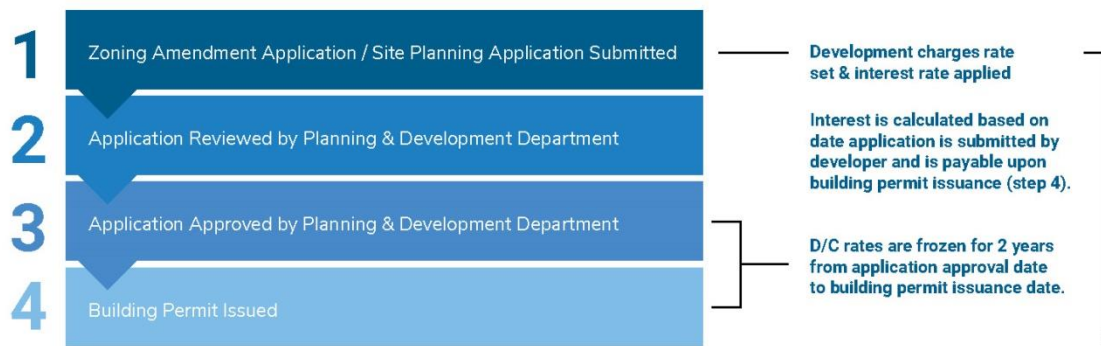 1 Zoning Amendment Application / Site Planning Application Submitted
Development charges rate
set & interest rate applied
2 Application Reviewed by Planning & Development Department
Interest is calculated based on
date application is submitted by
developer and is payable upon
building permit issuance (step 4).
3 Application Approved by Planning & Development Department
D/C rates are frozen for 2 years
from application approval date
to building permit issuance date.
4 Building Permit Issued